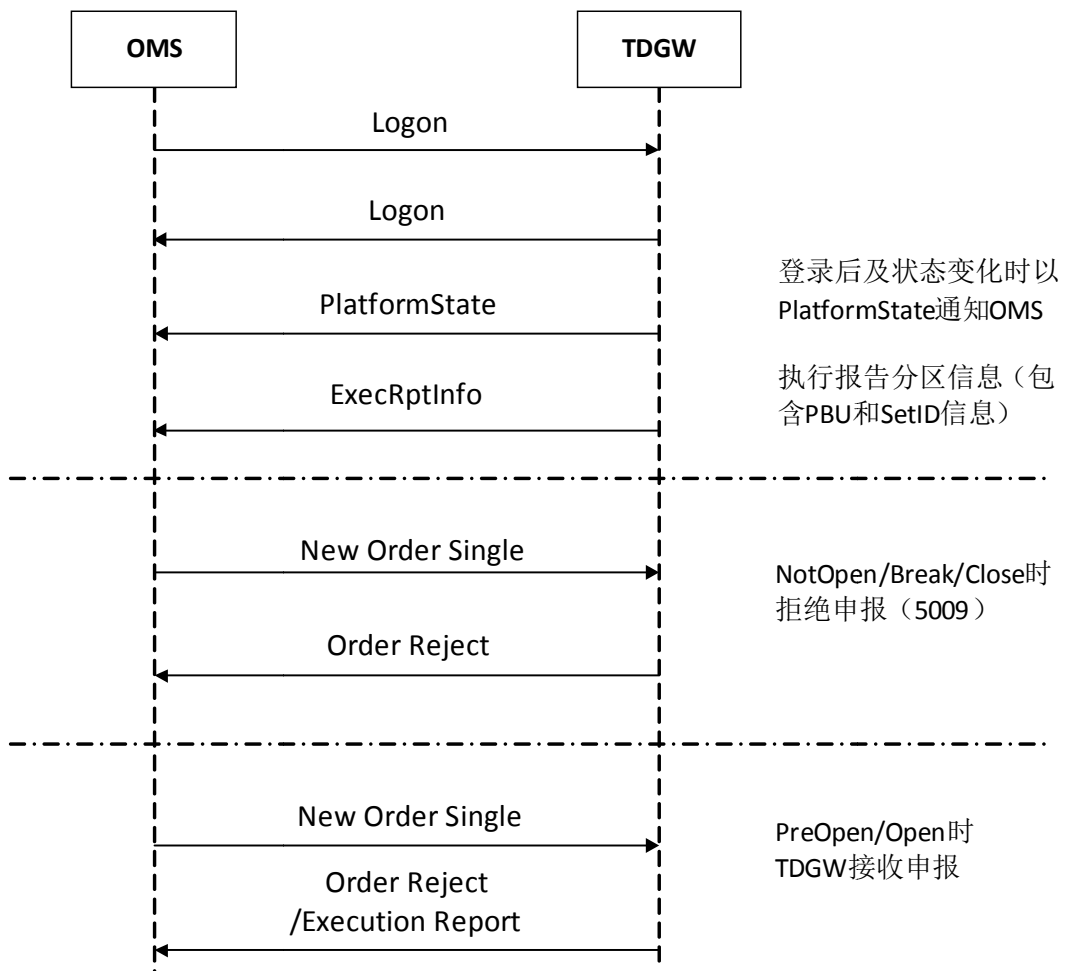 OMS
TDGW
Logon
Logon
登录后及状态变化时以
PlatformState通知OMS
PlatformState
执行报告分区信息（包
含PBU和SetID信息）
ExecRptInfo
New Order Single
NotOpen/Break/Close时
拒绝申报（5009）
Order Reject
New Order Single
PreOpen/Open时
TDGW接收申报
Order Reject
/Execution Report